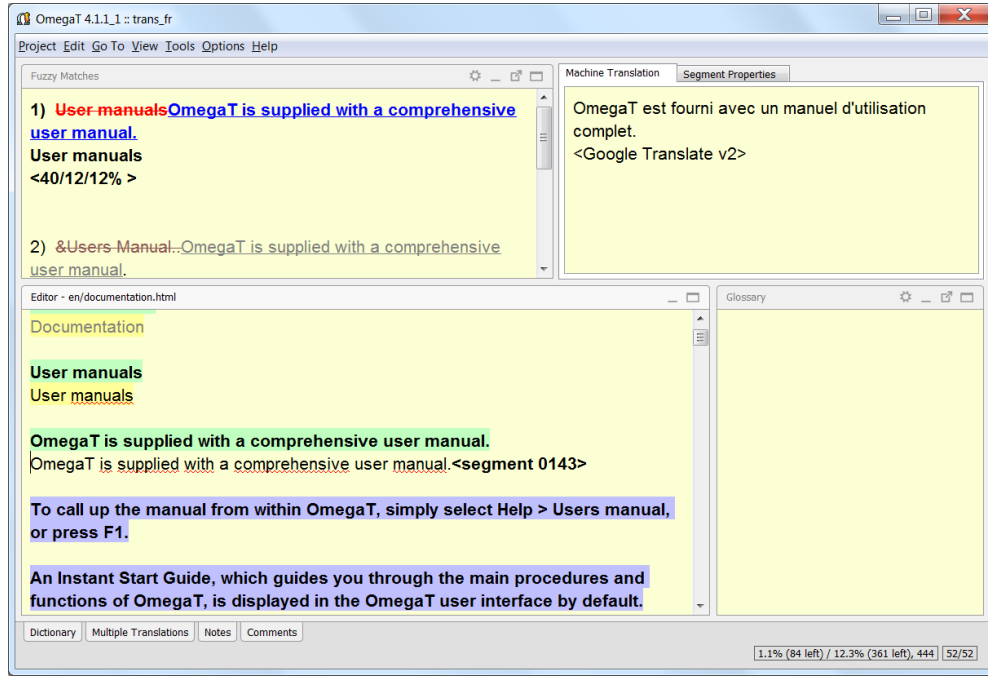 OmegaT 4.1.1_1 :: trans_fr
Project Edit Go To View Tools Options Help
Fuzzy Matches
1) User manualsOmegaT is supplied with a comprehensive
user manual.
User manuals
<40/12/12% >
2) &Users Manual..OmegaT is supplied with a comprehensive
user manual.
Machine Translation Segment Properties
OmegaT est fourni avec un manuel d'utilisation
complet.
<Google Translate v2>
Editor - en/documentation.html
Documentation
User manuals
User manuals
OmegaT is supplied with a comprehensive user manual.
OmegaT is supplied with a comprehensive user manual.<segment 0143>
To call up the manual from within OmegaT, simply select Help > Users manual,
or press F1.
An Instant Start Guide, which guides you through the main procedures and
functions of OmegaT, is displayed in the OmegaT user interface by default.
Glossary
Dictionary Multiple Translations Notes Comments
1.1% (84 left) / 12.3% (361 left), 444 52/52